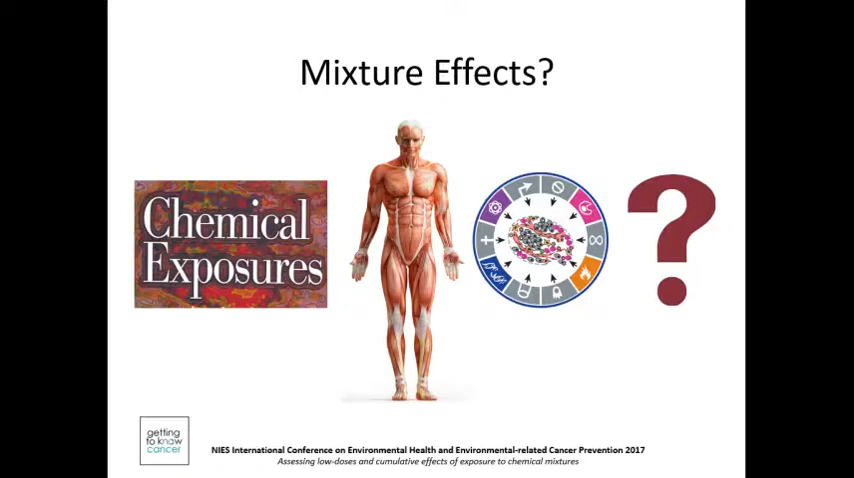 Mixture Effects?
Chemical
Exposures
?
getting
to know
cancer
NIES International Conference on Environmental Health and Environmental-related Cancer Prevention 2017
Assessing low-doses and cumulative effects of exposure to chemical mixtures